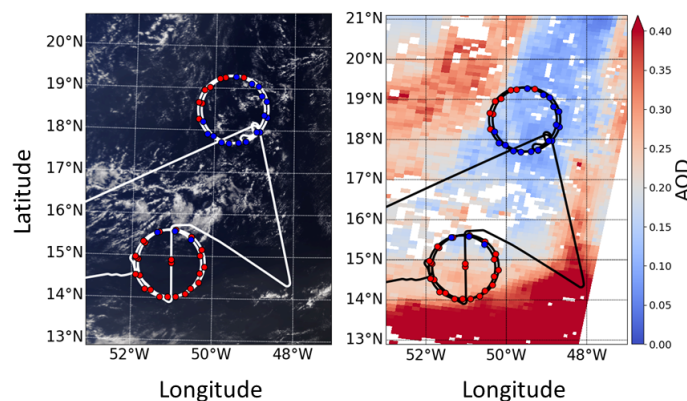 20°N
19°N
18°N
17°N
16°N
15°N
14°N
13°N
Latitude
52°W 50°W 48°W
Longitude
21°N
20°N
19°N
18°N
17°N
16°N
15°N
14°N
13°N
52°W 50°W 48°W
Longitude
0.40
0.35
0.30
0.25
0.20
0.15
0.10
0.05
0.00
AOD